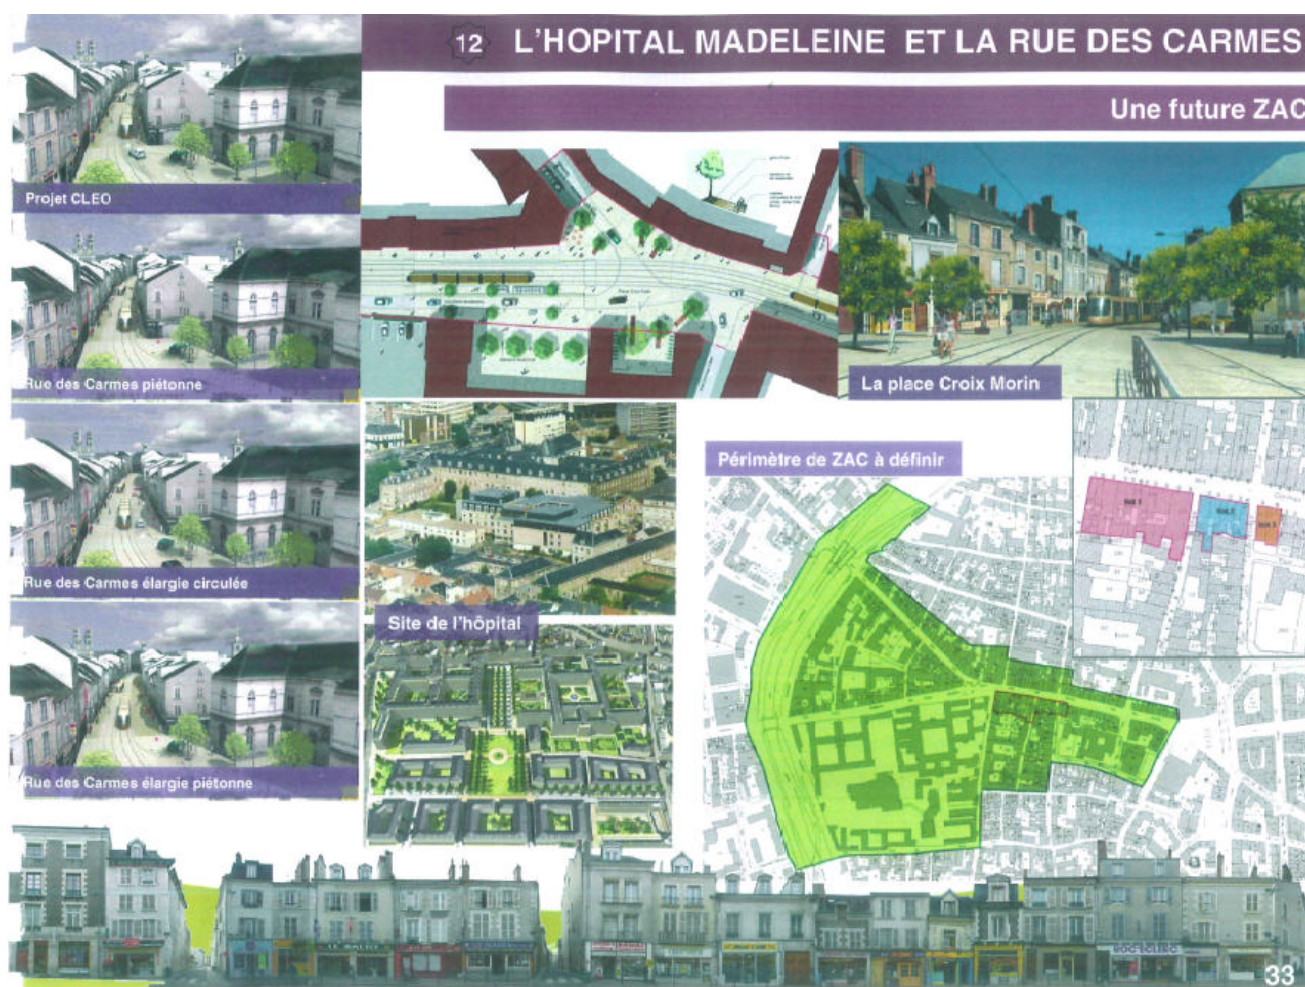 12 L'HOPITAL MADELEINE ET LA RUE DES CARMES
Une future ZAC
Projet CLEO
Rue des Carmes piétonne
Rue des Carmes élargie circulée
Rue des Carmes élargie piétonne
La place Croix Morin
Site de l'hôpital
Périmètre de ZAC à définir
33